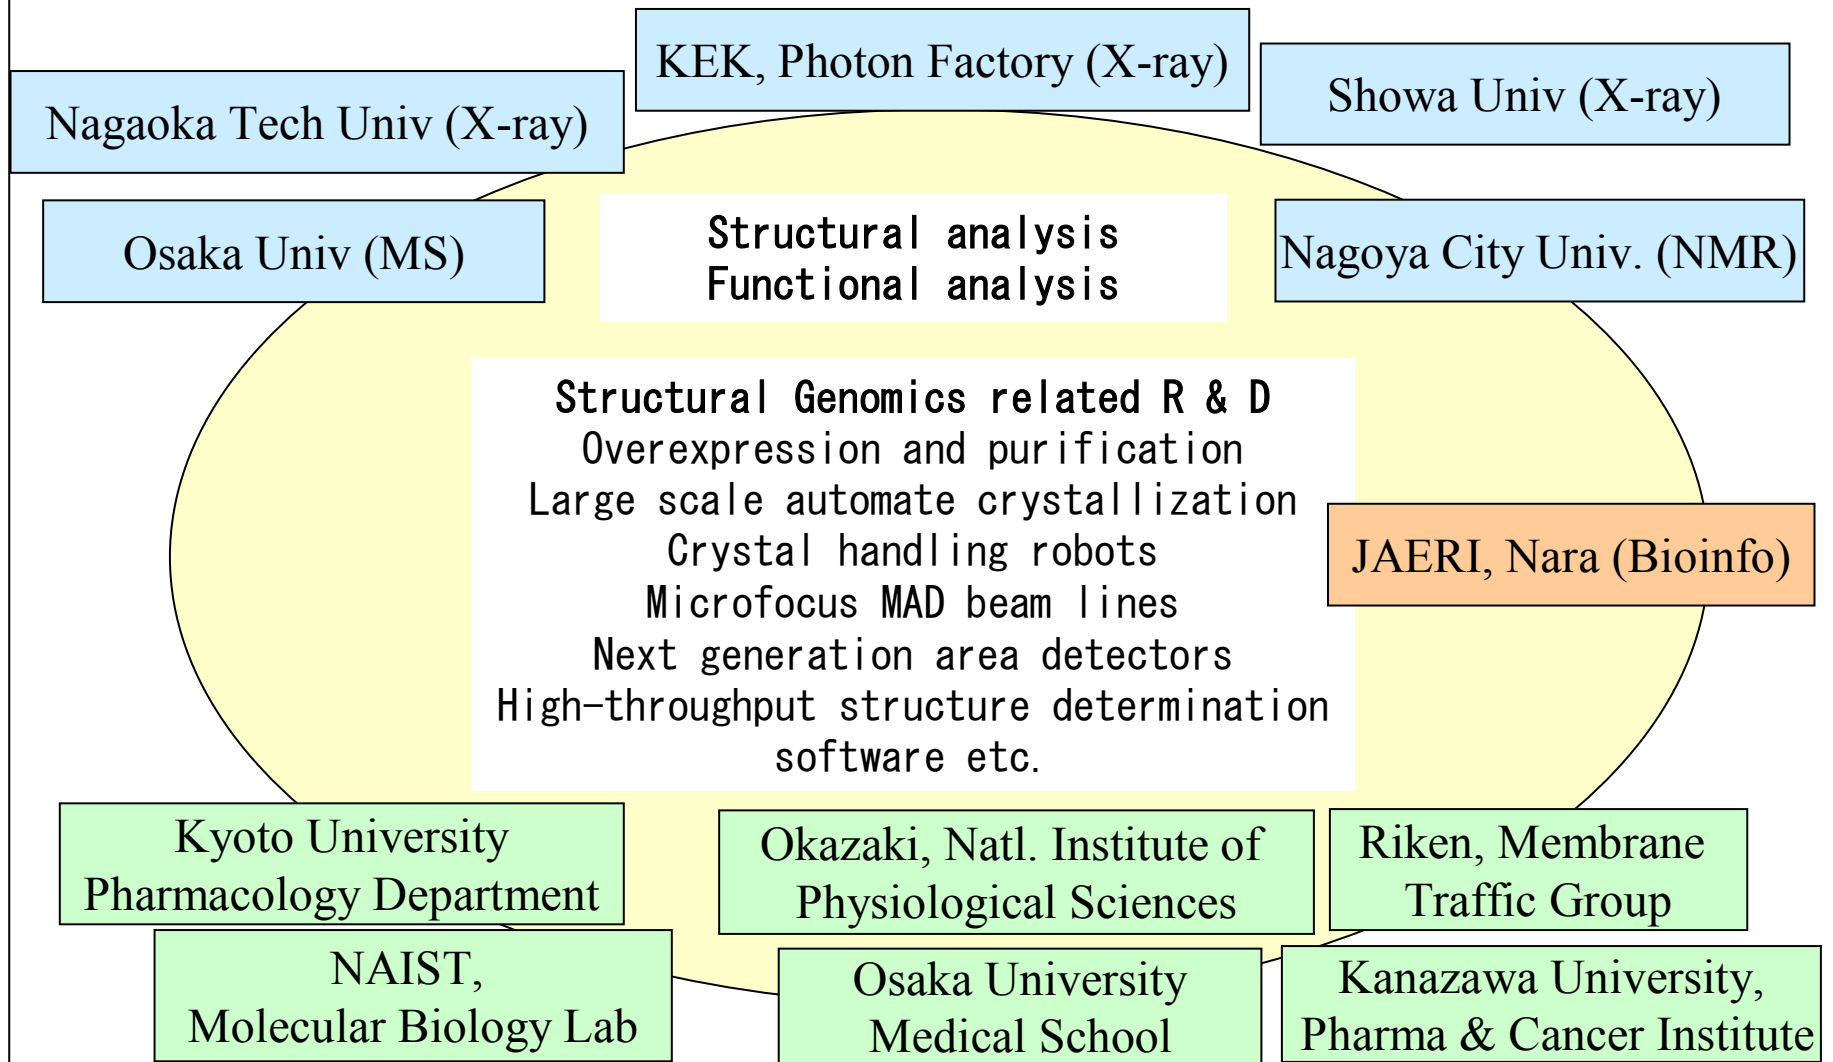 KEK, Photon Factory (X-ray)
Nagaoka Tech Univ (X-ray)
Showa Univ (X-ray)
Osaka Univ (MS)
Nagoya City Univ. (NMR)
Structural analysis
Functional analysis
Structural Genomics related R & D
Overexpression and purification
Large scale automate crystallization
Crystal handling robots
Microfocus MAD beam lines
Next generation area detectors
High-throughput structure determination
software etc.
JAERI, Nara (Bioinfo)
Kyoto University
Pharmacology Department
Okazaki, Natl. Institute of
Physiological Sciences
Riken, Membrane
Traffic Group
NAIST,
Molecular Biology Lab
Osaka University
Medical School
Kanazawa University,
Pharma & Cancer Institute